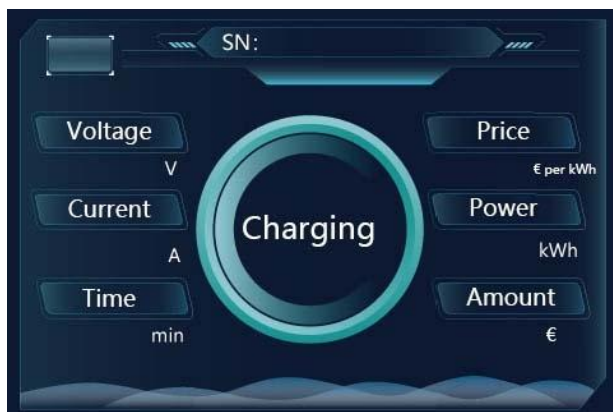 SN:
Voltage
V
Current
A
Time
min
Charging
Price
€ per kWh
Power
kWh
Amount
€